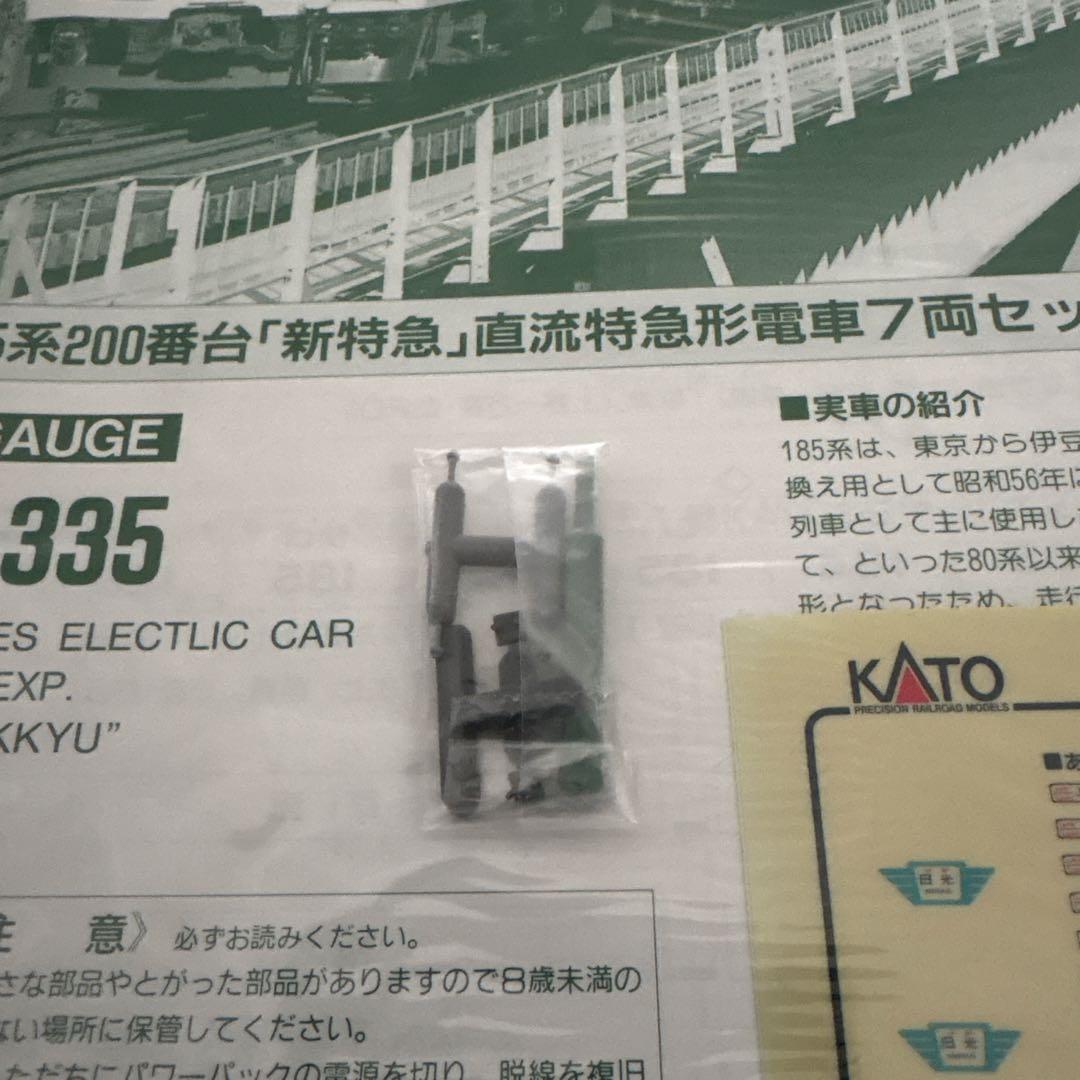 系200番台「新特急」直流特急形電車7両セッ
GAUGE
335
ES ELECTLIC CAR
EXP.
KKYU"
■実車の紹介
185系は、東京から伊豆
換え用として昭和56年に
列車として主に使用し
て、といった80系以来
形となったため、走行
KATO
PRECISION RAILROAD MODELS
■あ
日光
日光
注 意》 必ずお読みください。
さな部品やとがった部品がありますので8歳未満の
ない場所に保管してください。
ただちにパワーパックの電源を切り、脱線を復旧